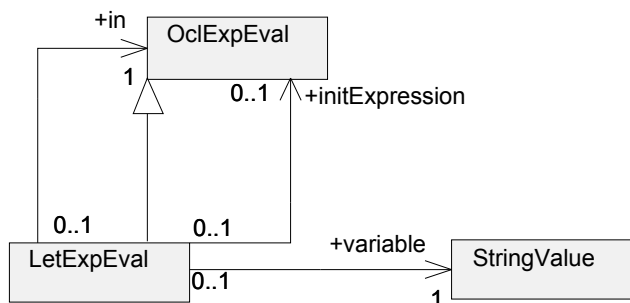 +in
OclExpEval
1
0..1
+initExpression
0..1
0..1
+variable
LetExpEval
StringValue
0..1
1